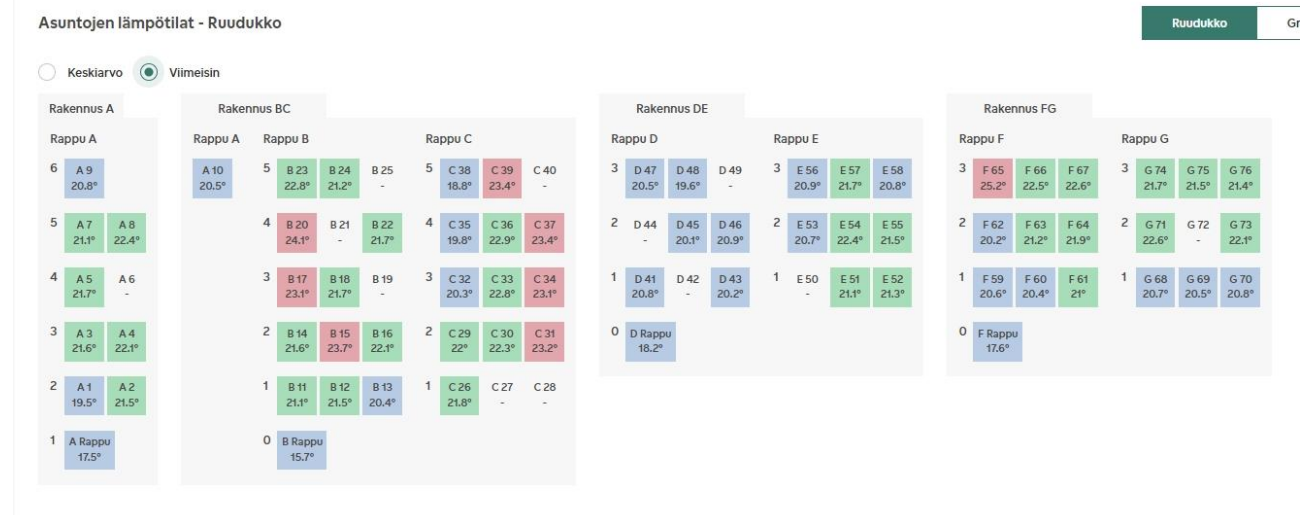 Asuntojen lämpötilat - Ruudukko
Ruudukko Gr
Keskiarvo Viimeisin
Rakennus A Rakennus BC Rakennus DE Rakennus FG
Rappu A Rappu A Rappu B Rappu C Rappu D Rappu E Rappu F Rappu G
6 A 9 A 10 5 B 23 B 24 B 25 5 C 38 C 39 C 40 3 D 47 D 48 D 49 3 E 56 E 57 E 58 3 F 65 F 66 F 67 3 G 74 G 75 G 76
20.8° 20.5° 22.8° 21.2° - 18.8° 23.4° - 20.5° 19.6° - 20.9° 21.7° 20.8° 25.2° 22.5° 22.6° 21.7° 21.5° 21.4°
5 A 7 A 8 4 B 20 B 21 B 22 4 C 35 C 36 C 37 2 D 44 D 45 D 46 2 E 53 E 54 E 55 2 F 62 F 63 F 64 2 G 71 G 72 G 73
21.1° 22.4° 24.1° - 21.7° 19.8° 22.9° 23.4° - 20.1° 20.9° 20.7° 22.4° 21.5° 20.2° 21.2° 21.9° 22.6° - 22.1°
4 A 5 A 6 3 B 17 B 18 B 19 3 C 32 C 33 C 34 1 D 41 D 42 D 43 1 E 50 E 51 E 52 1 F 59 F 60 F 61 1 G 68 G 69 G 70
21.7° - 23.1° 21.7° - 20.3° 22.8° 23.1° 20.8° - 20.2° - 21.1° 21.3° 20.6° 20.4° 21° 20.7° 20.5° 20.8°
3 A 3 A 4 2 B 14 B 15 B 16 2 C 29 C 30 C 31 0 D Rappu 0 F Rappu
21.6° 22.1° 21.6° 23.7° 22.1° 22° 22.3° 23.2° 18.2° 17.6°
2 A 1 A 2 1 B 11 B 12 B 13 1 C 26 C 27 C 28
19.5° 21.5° 21.1° 21.5° 20.4° 21.8° - -
1 A Rappu 0 B Rappu
17.5° 15.7°